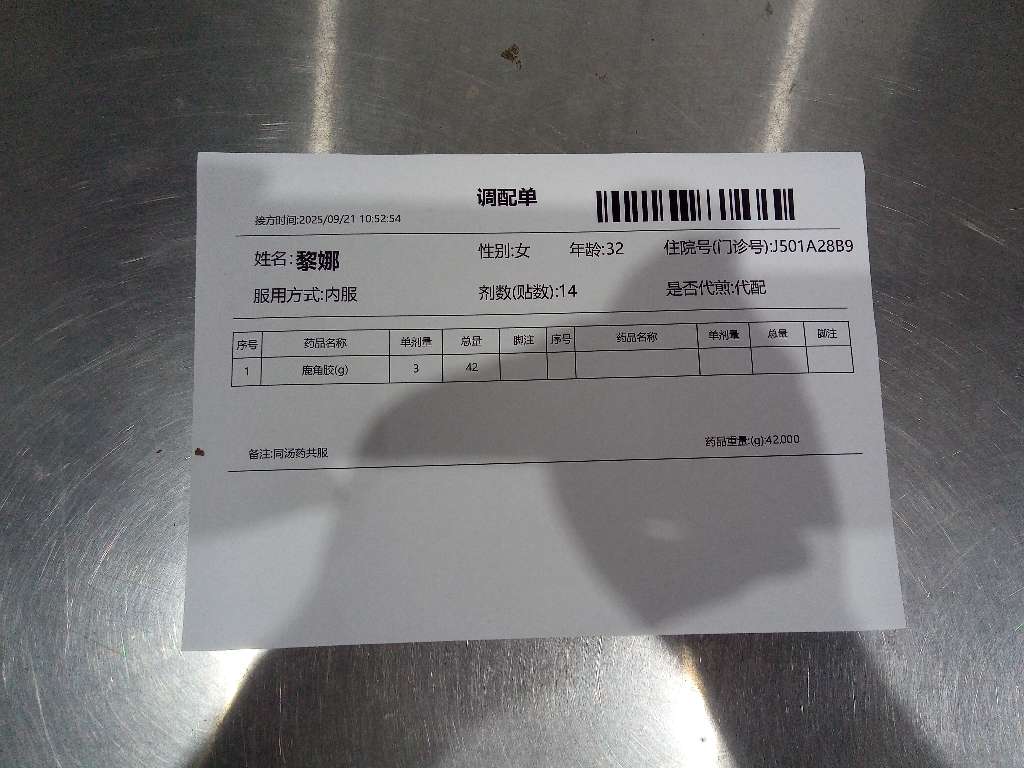 调配单
接方时间:2025/09/21 10:52:54
姓名:黎娜 性别:女 年龄:32 住院号(门诊号):J501A28B9
服用方式:内服 剂数(贴数):14 是否代煎:代配
序号 药品名称 单剂量 总量 脚注 序号 药品名称 单剂量 总量 脚注
1 鹿角胶(g) 3 42
药品重量:(g):42.000
备注:同汤药共服